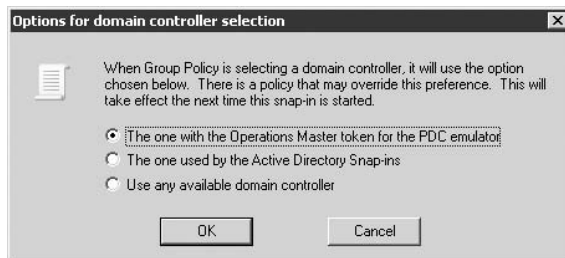 Options for domain controller selection
When Group Policy is selecting a domain controller, it will use the option
chosen below. There is a policy that may override this preference. This will
take effect the next time this snap-in is started.
The one with the Operations Master token for the PDC emulator
The one used by the Active Directory Snap-ins
Use any available domain controller
OK
Cancel